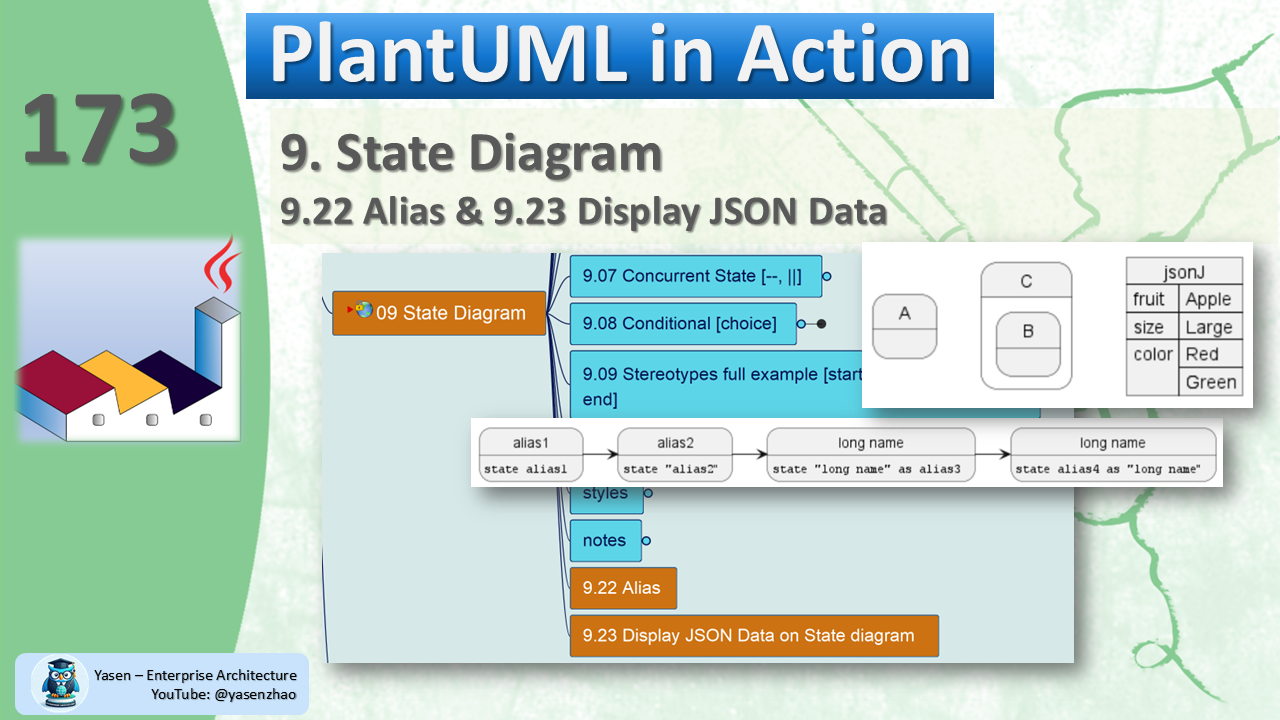 PlantUML in Action
173
9. State Diagram
9.22 Alias & 9.23 Display JSON Data
09 State Diagram
9.07 Concurrent State [--, ||]
9.08 Conditional [choice]
9.09 Stereotypes full example [start
end]
A
C
B
jsonJ
fruit Apple
size Large
color Red
Green
alias1
state alias1
alias2
state "alias2"
long name
state "long name" as alias3
long name
state alias4 as "long name"
styles
notes
9.22 Alias
9.23 Display JSON Data on State diagram
Yasen – Enterprise Architecture
YouTube: @yasenzhao